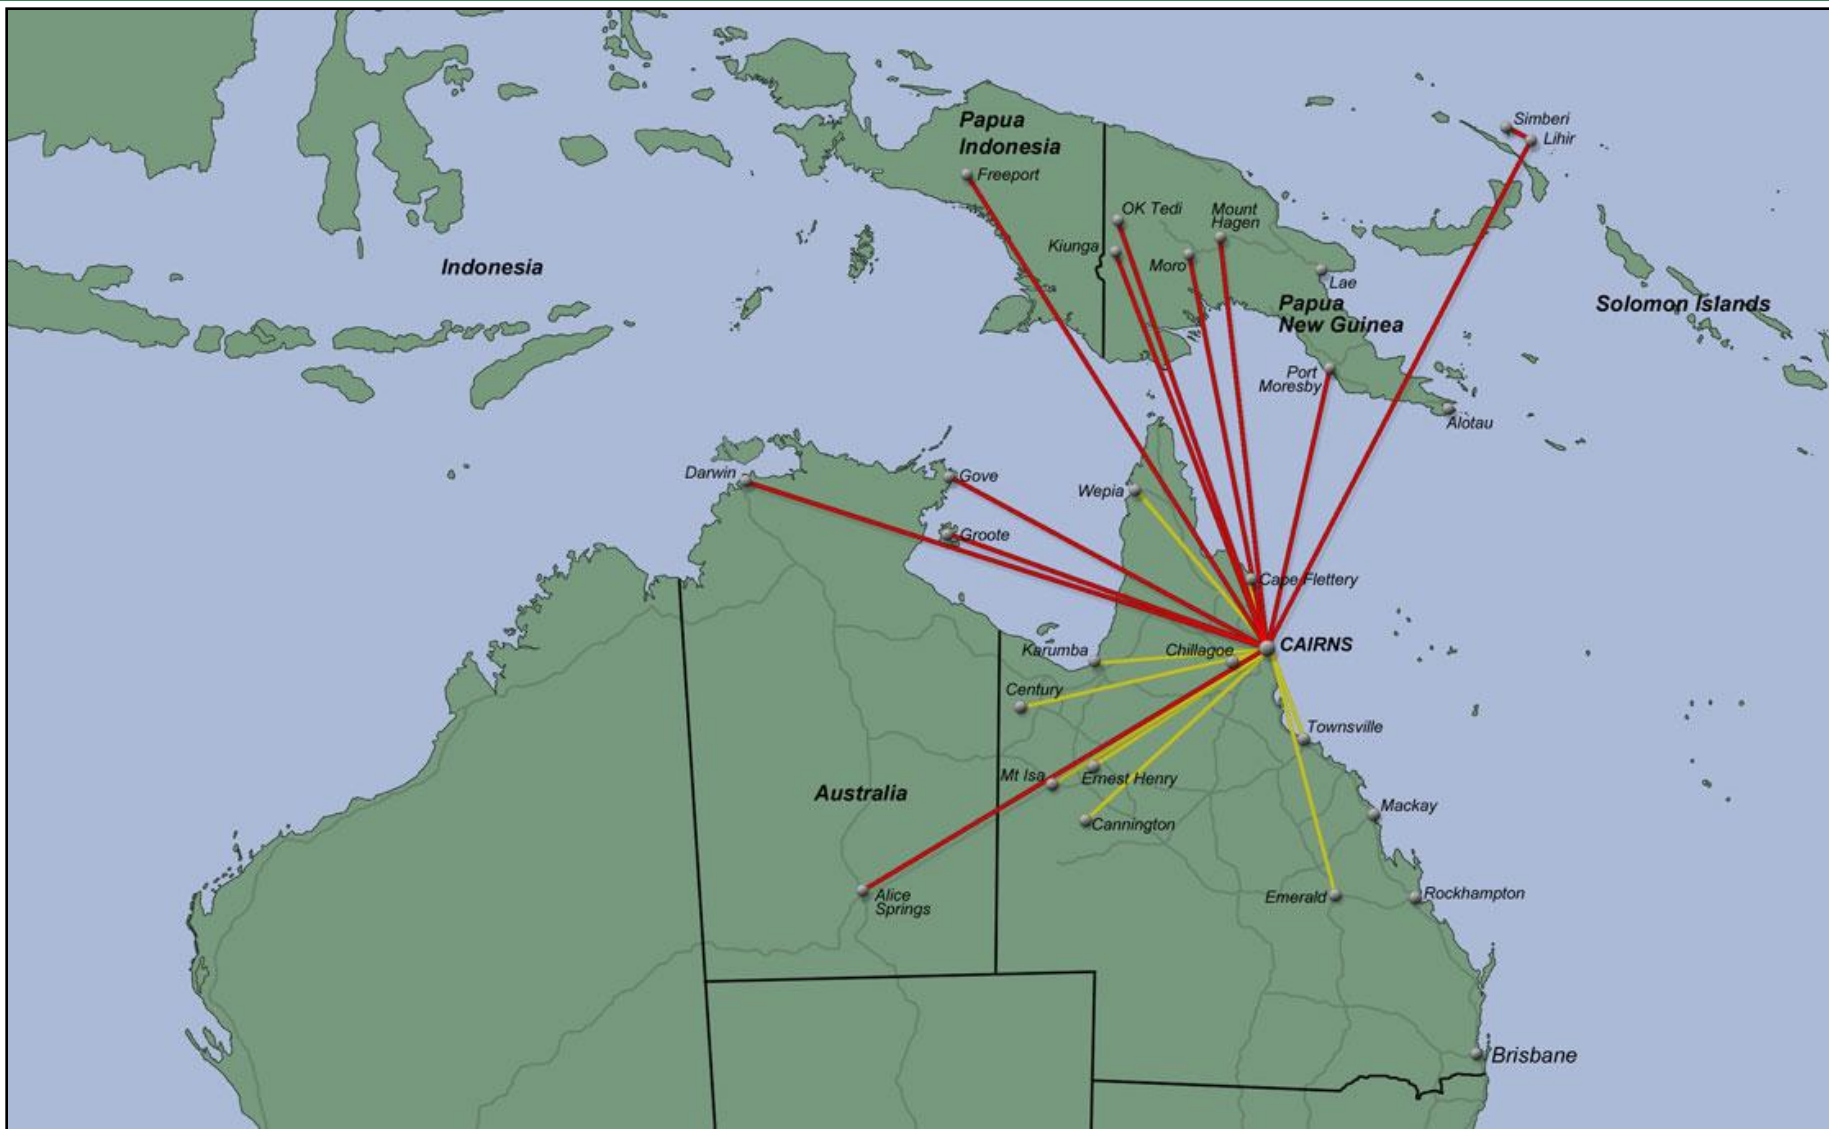 Simberi
Lihir
Papua
Indonesia
Freeport
OK Tedi
Mount
Hagen
Kiunga
Moro
Lae
Indonesia
Papua
New Guinea
Solomon Islands
Port
Moresby
Alotau
Darwin
Gove
Wepia
Groote
Cape Flettery
CAIRNS
Karumba
Chillagoe
Century
Townsville
Mt Isa
Ernest Henry
Australia
Mackay
Cannington
Alice
Springs
Emerald
Rockhampton
Brisbane